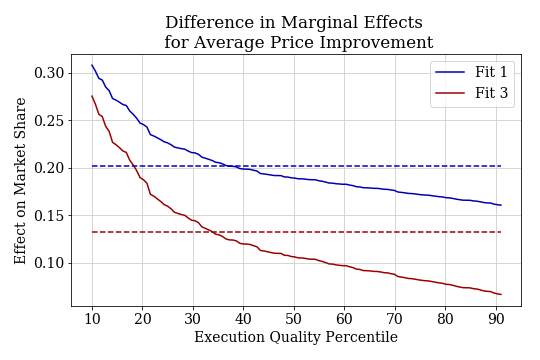 Difference in Marginal Effects
for Average Price Improvement
Effect on Market Share
0.30
0.25
0.20
0.15
0.10
Fit 1
Fit 3
10 20 30 40 50 60 70 80 90
Execution Quality Percentile